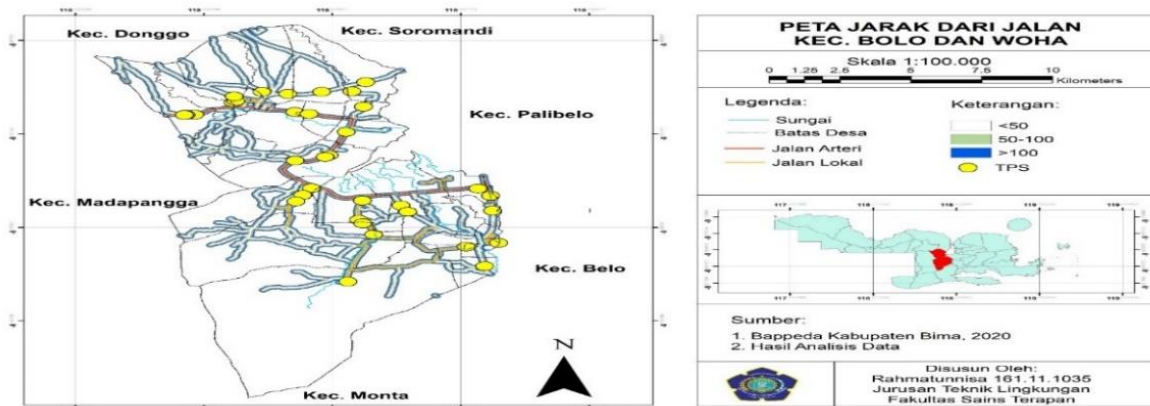 Kec. Donggo
Kec. Soromandi
Kec. Palibelo
Kec. Madapangga
Kec. Belo
Kec. Monta
N
PETA JARAK DARI JALAN
KEC. BOLO DAN WOHA
Skala 1:100.000
0 1.25 2.5 5 7.5 10
Kilometers
Legenda:
Sungai
Batas Desa
Jalan Arteri
Jalan Lokal
Keterangan:
<50
50-100
>100
TPS
117 118 119
Sumber:
1. Bappeda Kabupaten Bima, 2020
2. Hasil Analisis Data
Disusun Oleh:
Rahmatunnisa 161.11.1035
Jurusan Teknik Lingkungan
Fakultas Sains Terapan